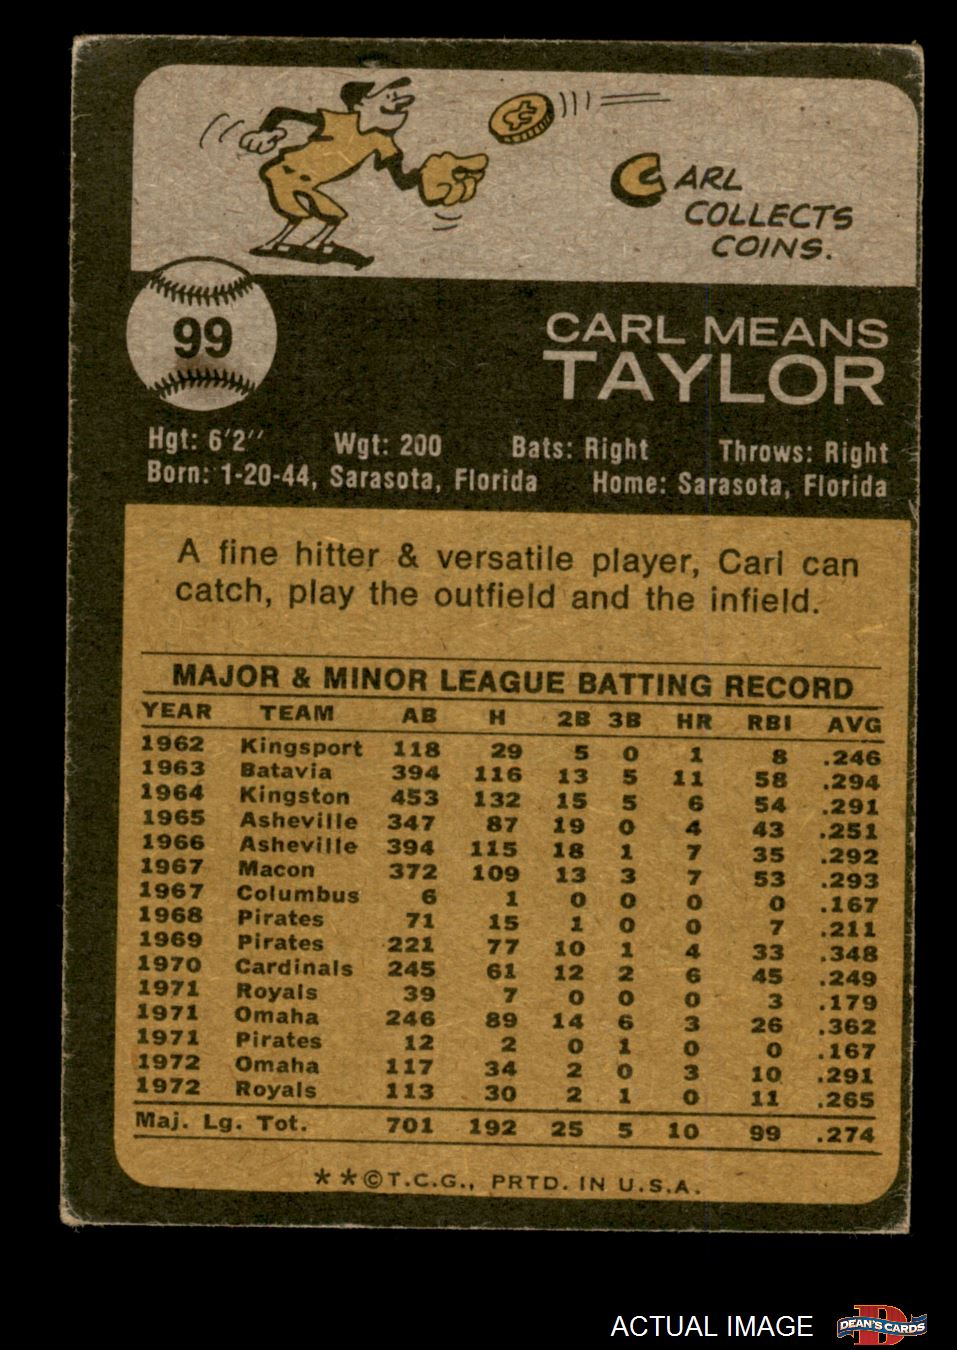 CARL
COLLECTS
COINS.
99
CARL MEANS
TAYLOR
Hgt: 6'2" Wgt: 200 Bats: Right Throws: Right
Born: 1-20-44, Sarasota, Florida Home: Sarasota, Florida
A fine hitter & versatile player, Carl can
catch, play the outfield and the infield.
MAJOR & MINOR LEAGUE BATTING RECORD
YEAR TEAM AB H 2B 3B HR RBI AVG
1962 Kingsport 118 29 5 0 1 8 .246
1963 Batavia 394 116 13 5 11 58 .294
1964 Kingston 453 132 15 5 6 54 .291
1965 Asheville 347 87 19 0 4 43 .251
1966 Asheville 394 115 18 1 7 35 .292
1967 Macon 372 109 13 3 7 53 .293
1967 Columbus 6 1 0 0 0 0 .167
1968 Pirates 71 15 1 0 0 7 .211
1969 Pirates 221 77 10 1 4 33 .348
1970 Cardinals 245 61 12 2 6 45 .249
1971 Royals 39 7 0 0 0 3 .179
1971 Omaha 246 89 14 6 3 26 .362
1971 Pirates 12 2 0 1 0 0 .167
1972 Omaha 117 34 2 0 3 10 .291
1972 Royals 113 30 2 1 0 11 .265
Maj. Lg. Tot. 701 192 25 5 10 99 .274
**©T.C.G., PRTD. IN U.S.A.
ACTUAL IMAGE
D
DEAN'S CARDS